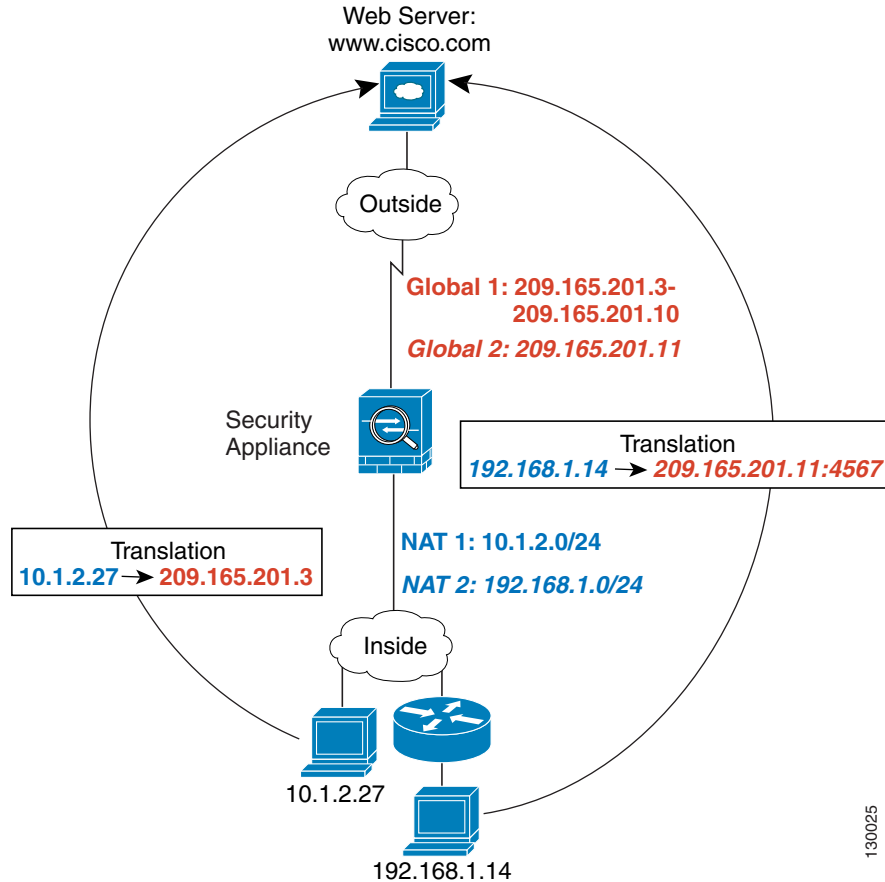 Web Server:
www.cisco.com
Outside
Global 1: 209.165.201.3-
209.165.201.10
Global 2: 209.165.201.11
Security
Appliance
Translation
192.168.1.14 → 209.165.201.11:4567
NAT 1: 10.1.2.0/24
NAT 2: 192.168.1.0/24
Translation
10.1.2.27 → 209.165.201.3
Inside
10.1.2.27
192.168.1.14
130025